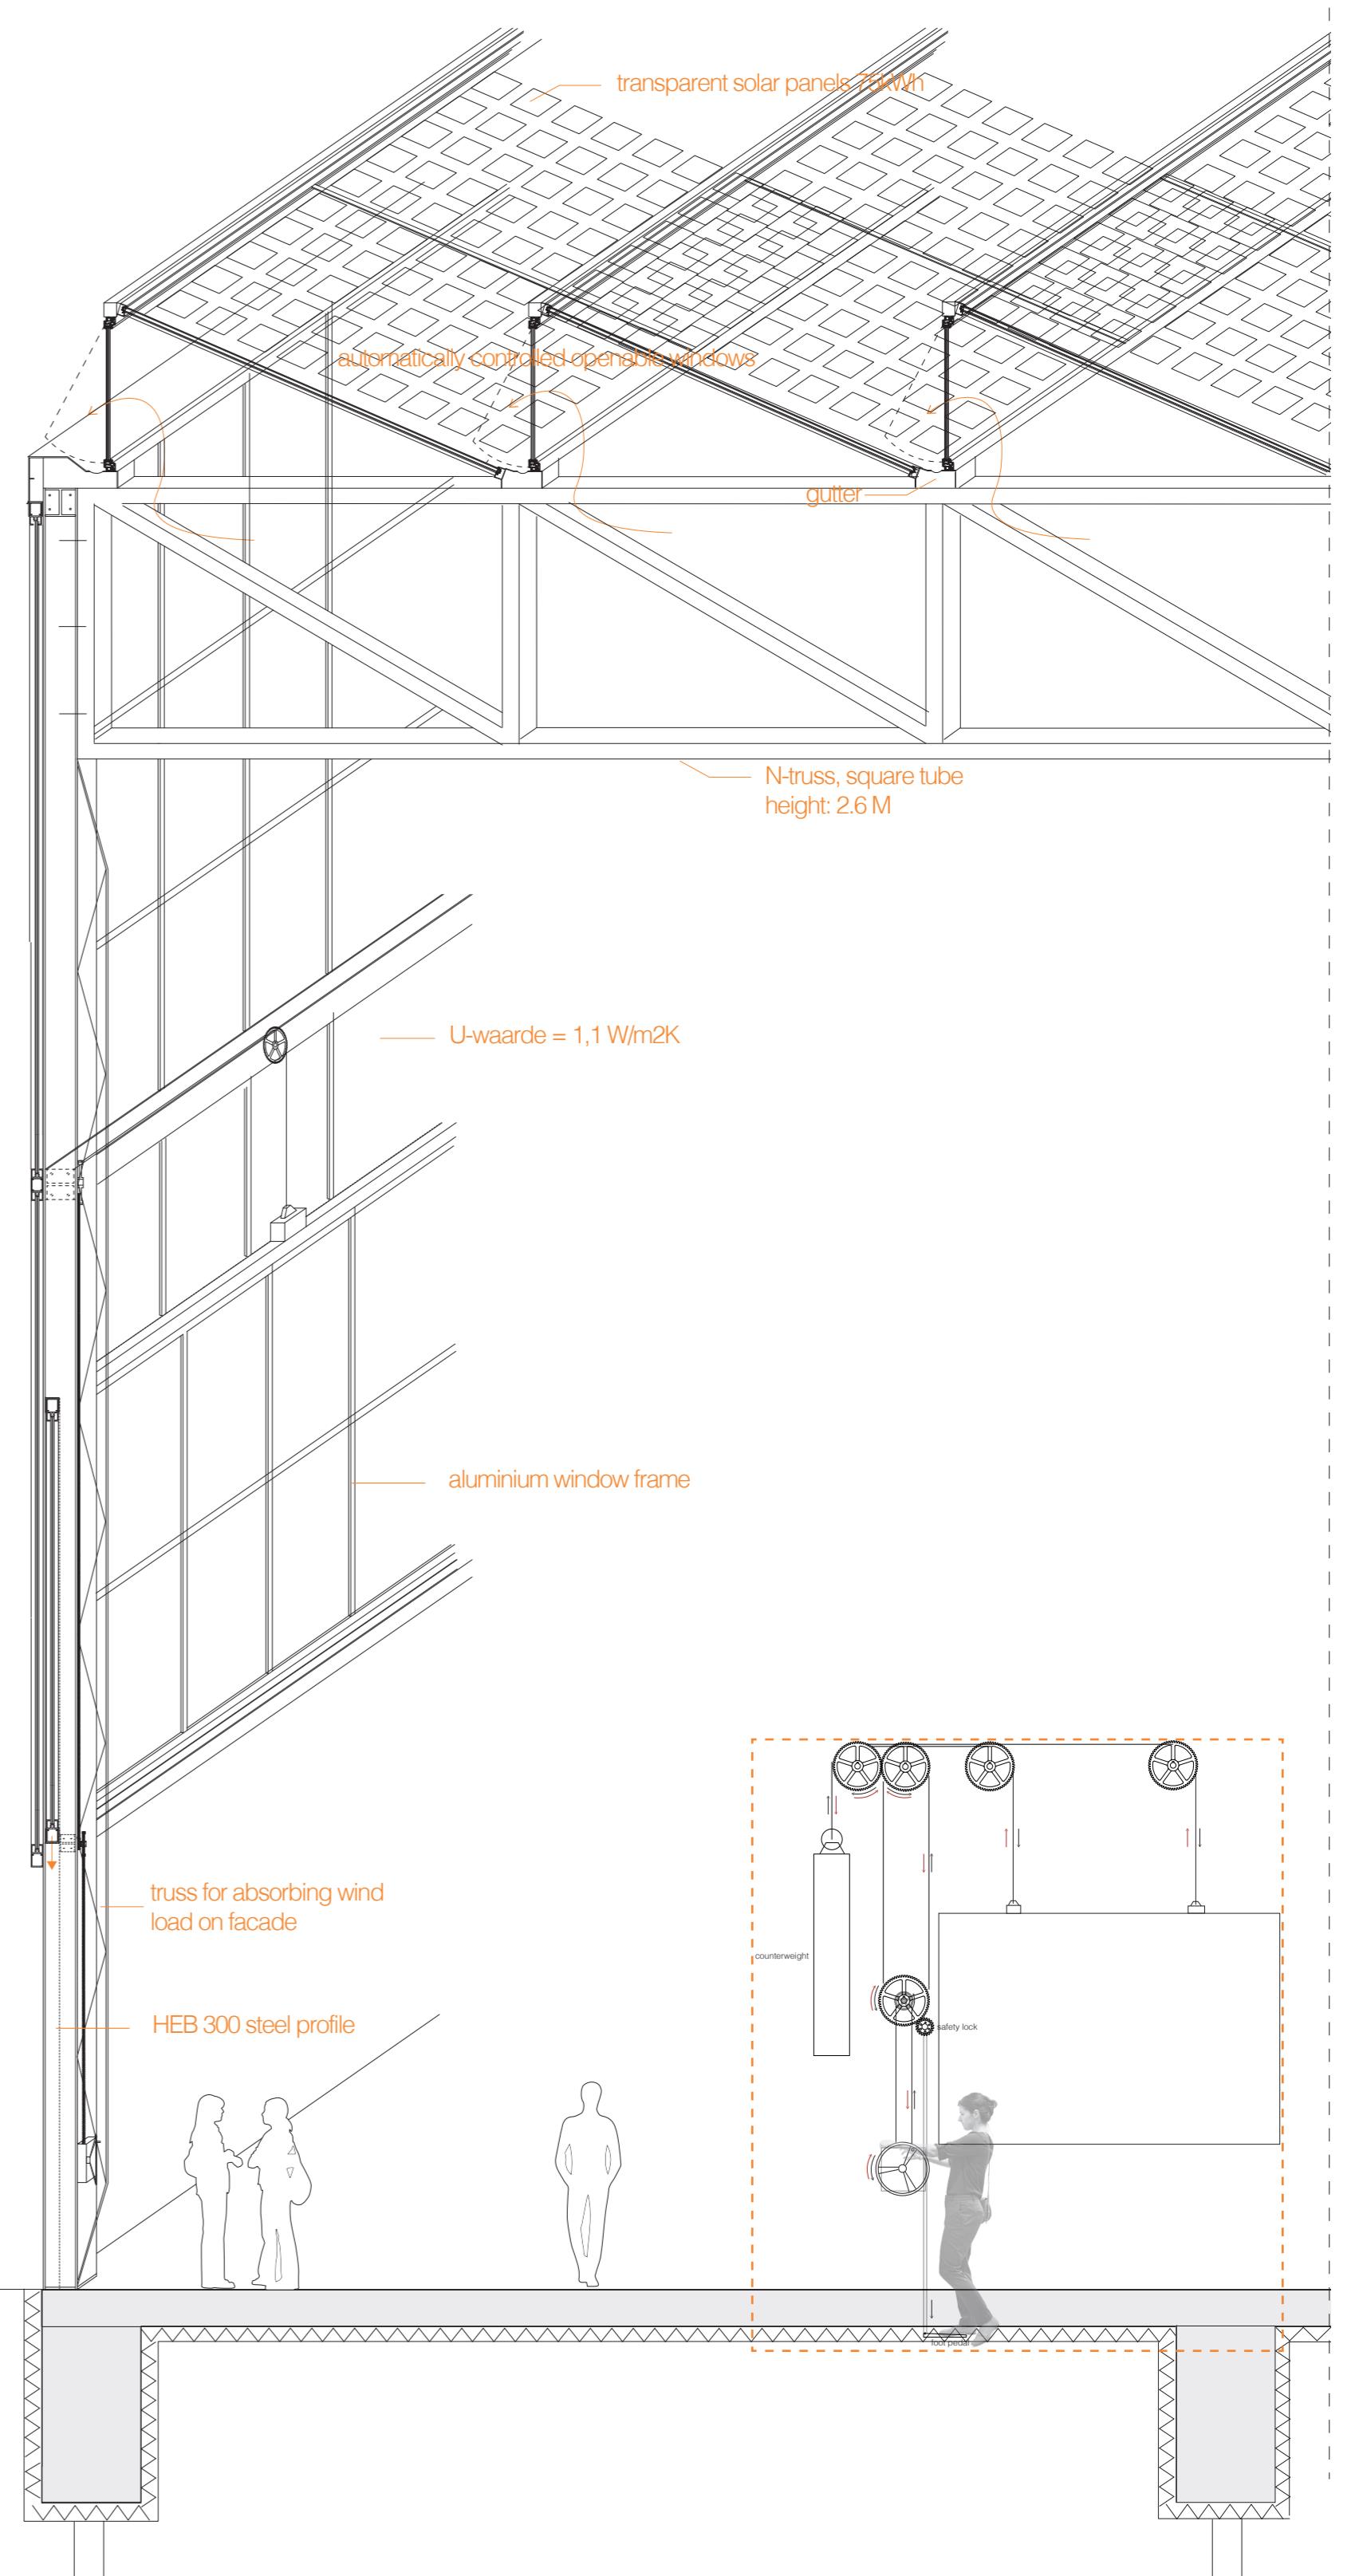 transparent solar panels 75kWh
automatically controlled openable windows
gutter
N-truss, square tube
height: 2.6 M
U-waarde = 1,1 W/m2K
aluminium window frame
truss for absorbing wind
load on facade
counterweight
HEB 300 steel profile
safety lock
foot pedal